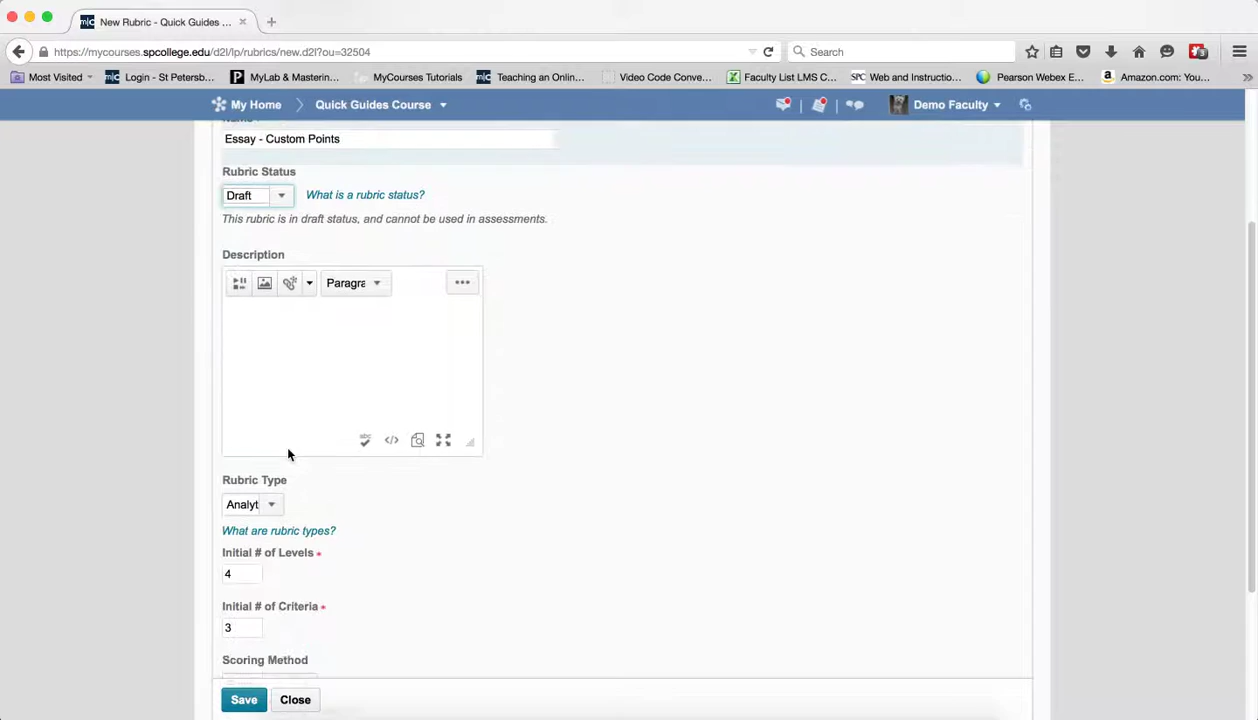 New Rubric - Quick Guides ...
https://mycourses.spcollege.edu/d2l/lp/rubrics/new.d2l?ou=32504
Search
Most Visited
Login - St Petersb...
MyLab & Mastering...
MyCourses Tutorials
Teaching an Onlin...
Video Code Conve...
Faculty List LMS C...
Web and Instructio...
Pearson Webex E...
Amazon.com: You...
My Home
Quick Guides Course
Demo Faculty
Name
Essay - Custom Points
Rubric Status
Draft
What is a rubric status?
This rubric is in draft status, and cannot be used in assessments.
Description
Paragra
Rubric Type
Analyt
What are rubric types?
Initial # of Levels *
4
Initial # of Criteria *
3
Scoring Method
Save
Close